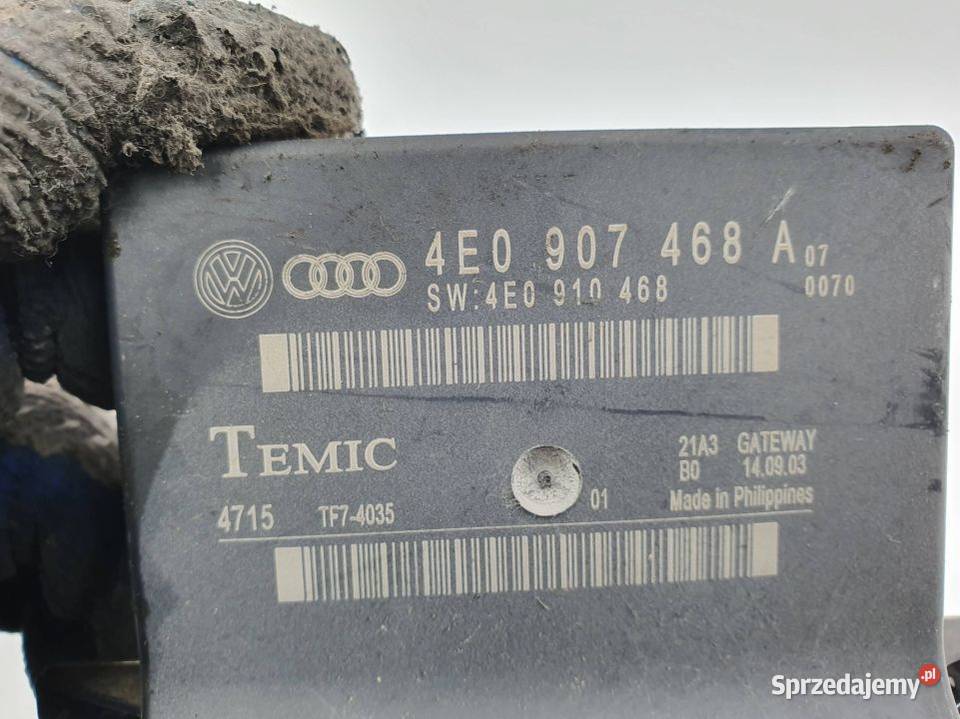 4E0 907 468 A 07
SW:4E0 910 468 0070
TEMIC
21A3 GATEWAY
B0 14.09.03
4715 TF7-4035 01 Made in Philippines
Sprzedajemy.pl